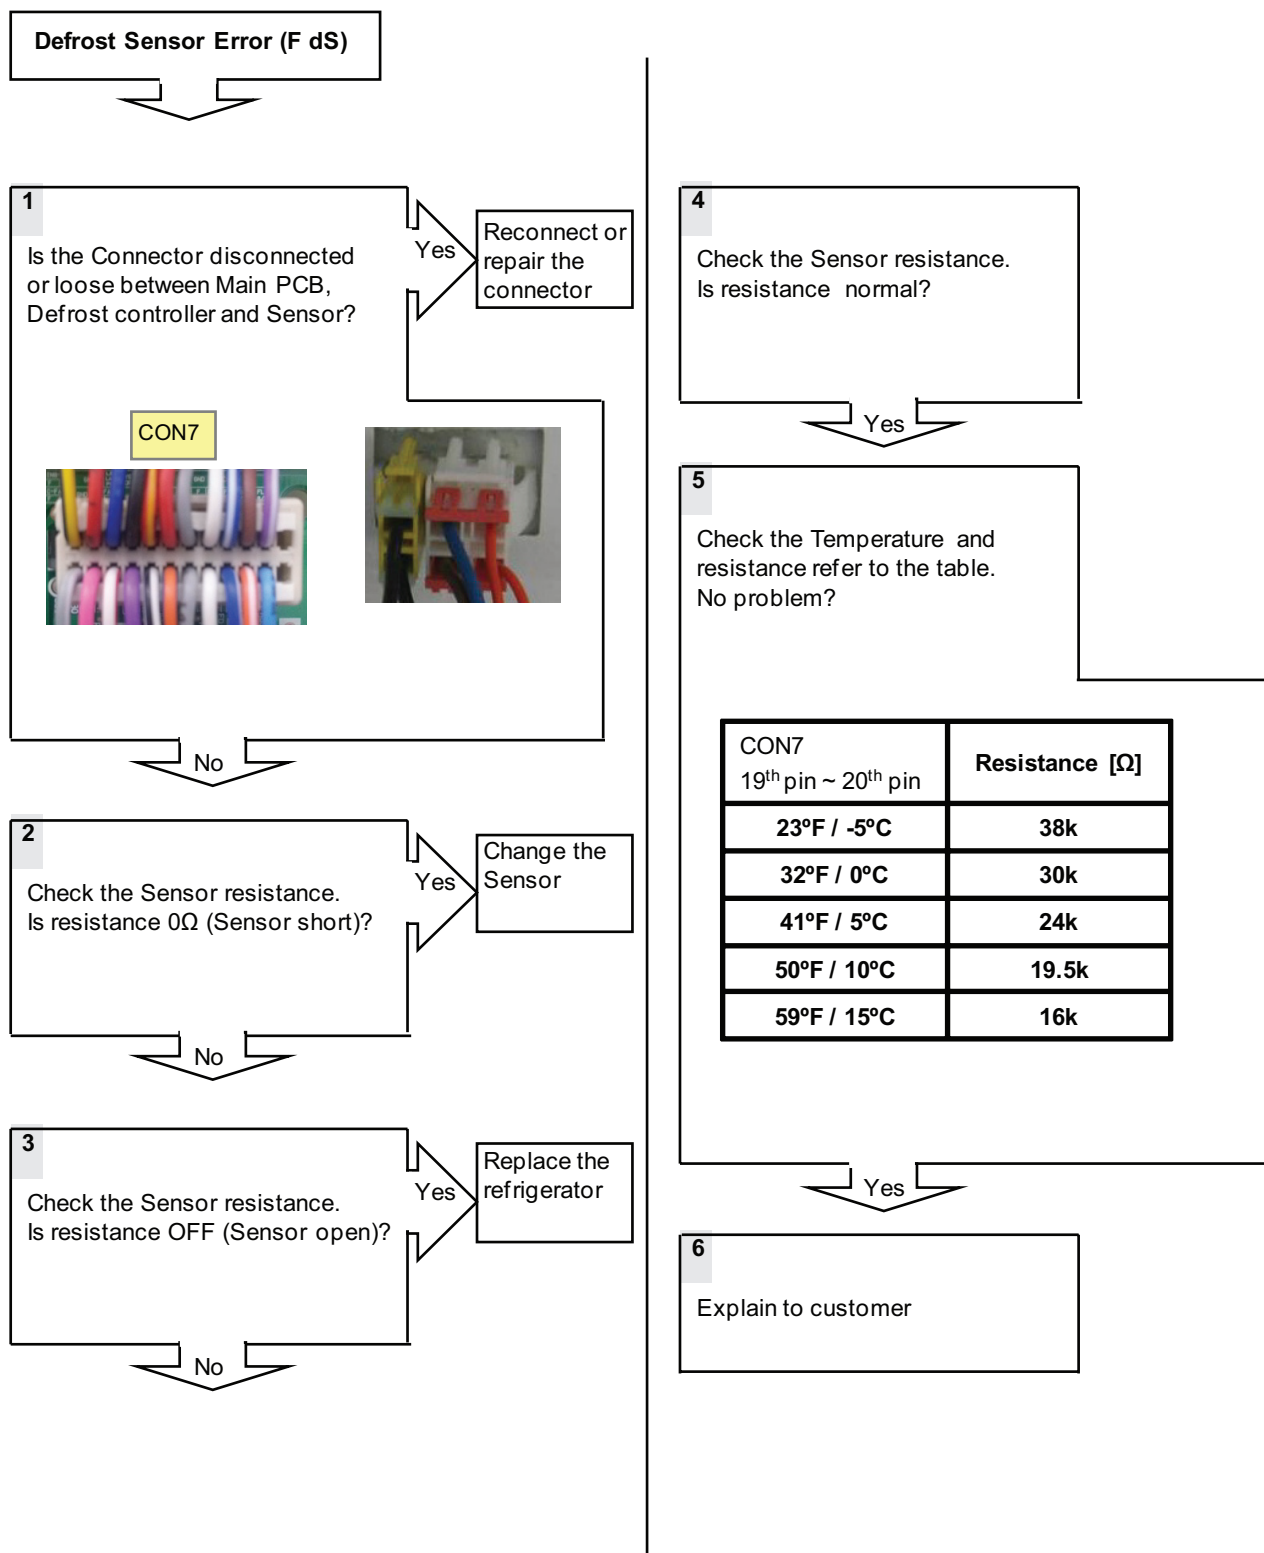 Defrost Sensor Error (F dS)
1
Is the Connector disconnected
or loose between Main PCB,
Defrost controller and Sensor?
Yes
Reconnect or
repair the
connector
CON7
No
2
Check the Sensor resistance.
Is resistance 0Ω (Sensor short)?
Yes
Change the
Sensor
No
3
Check the Sensor resistance.
Is resistance OFF (Sensor open)?
Yes
Replace the
refrigerator
No
4
Check the Sensor resistance.
Is resistance normal?
Yes
5
Check the Temperature and
resistance refer to the table.
No problem?
CON7
19th pin ~ 20th pin
Resistance [Ω]
23ºF / -5ºC 38k
32ºF / 0ºC 30k
41ºF / 5ºC 24k
50ºF / 10ºC 19.5k
59ºF / 15ºC 16k
Yes
6
Explain to customer